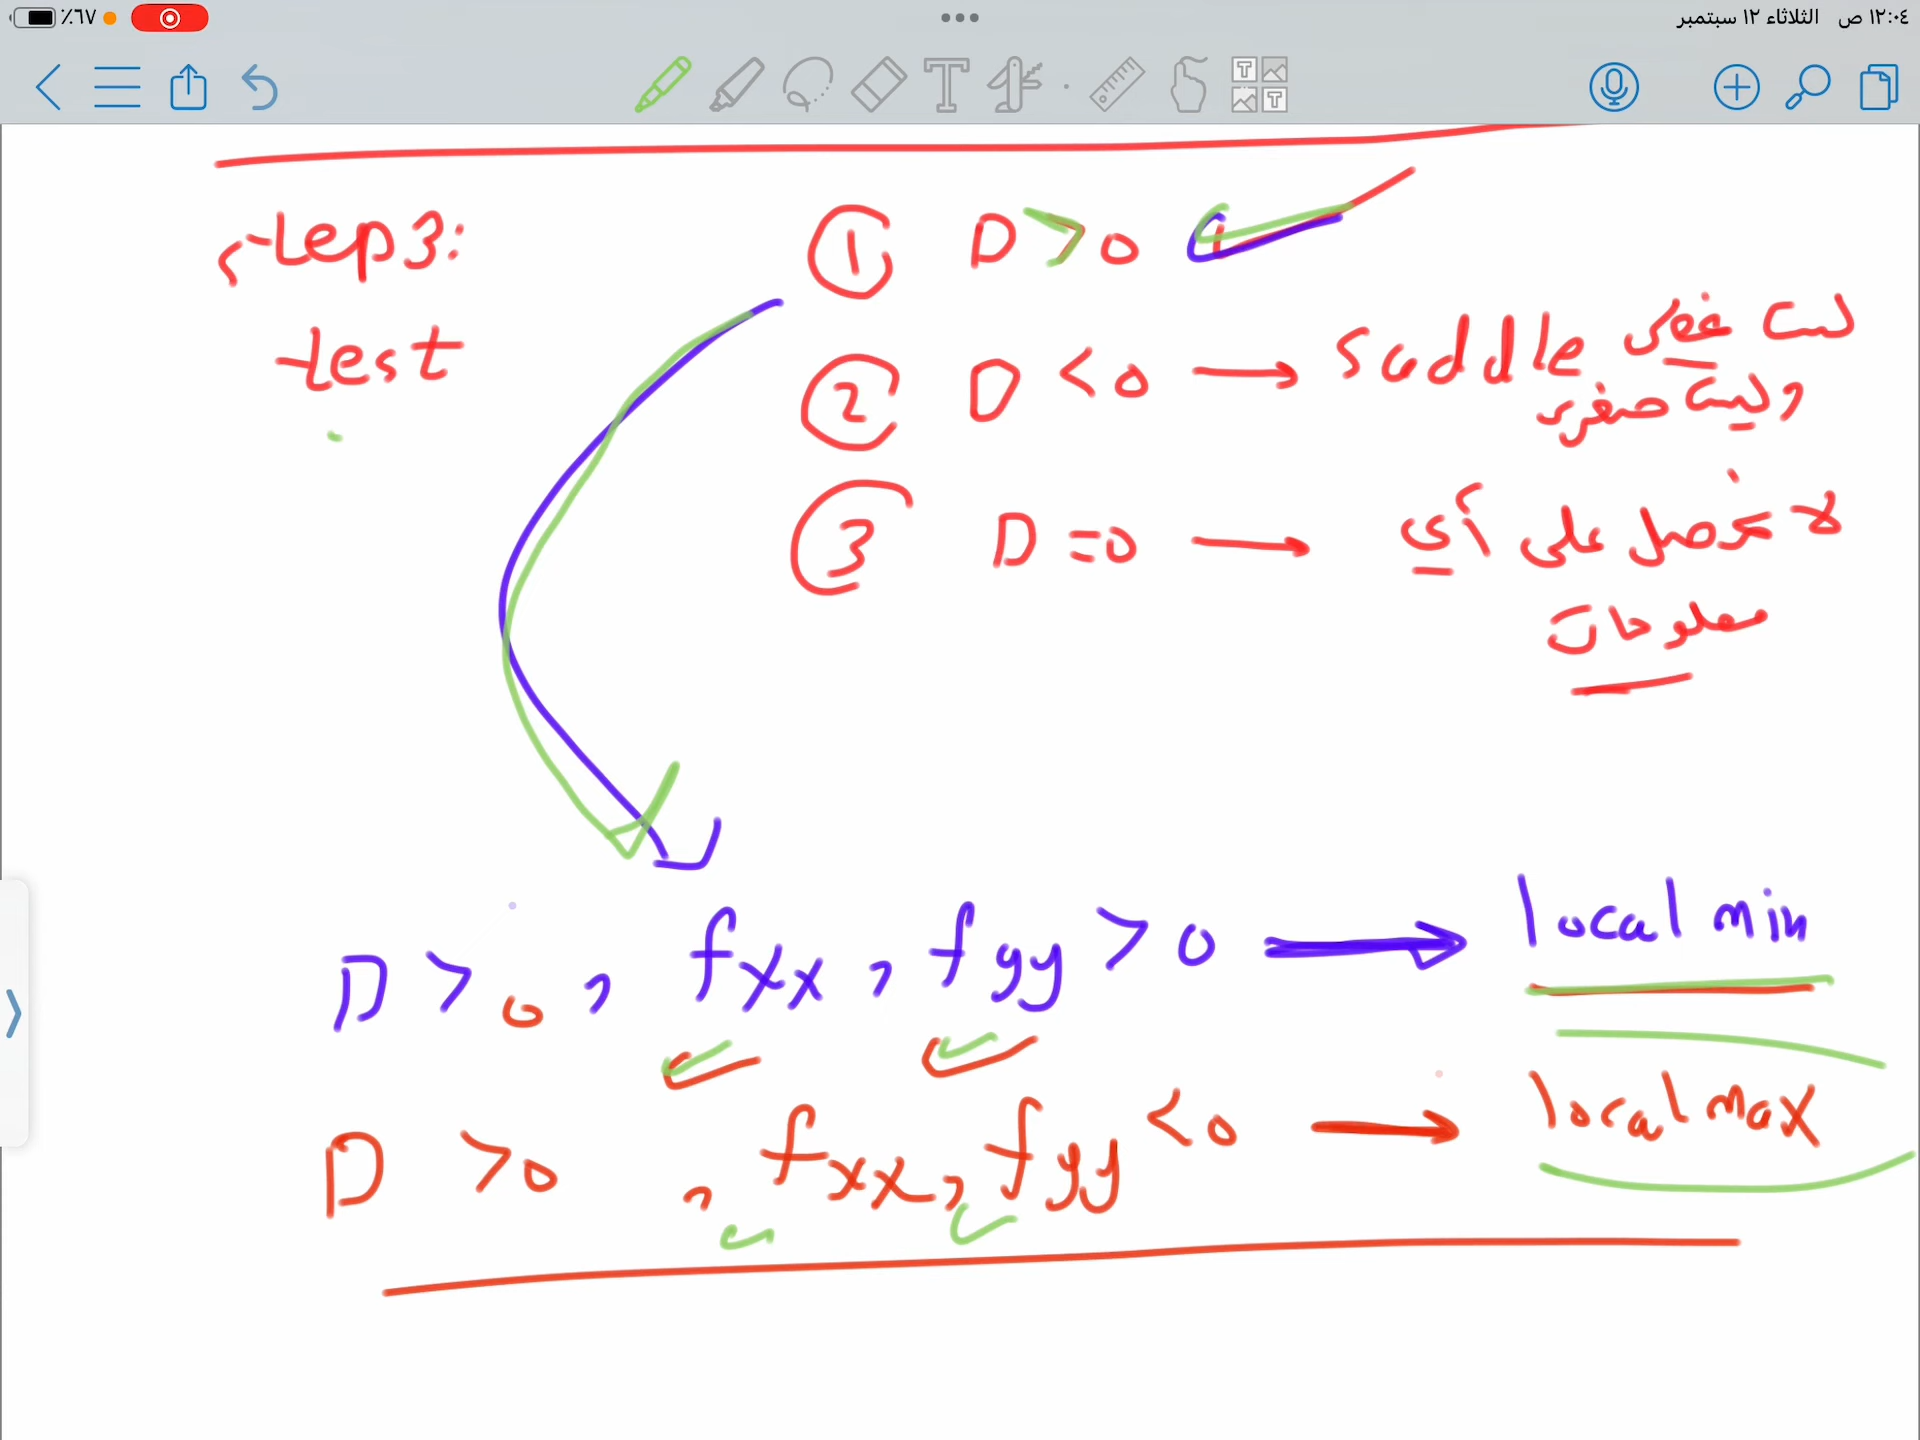 ٪٦٧
١٢:٠٤ ص الثلاثاء ١٢ سبتمبر
step3:
test
① D > 0
② D < 0 → saddle ليست عظمى
وليست صغرى
③ D = 0 → لا نحصل على أي
معلومات
D > 0 , fxx , fyy > 0 → local min
D > 0 , fxx , fyy < 0 → local max